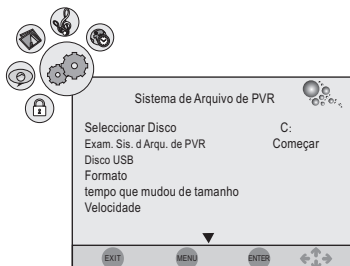 Sistema de Arquivo de PVR
Seleccionar Disco C:
Exam. Sis. d Arqu. de PVR Começar
Disco USB
Formato
tempo que mudou de tamanho
Velocidade
EXIT MENU ENTER